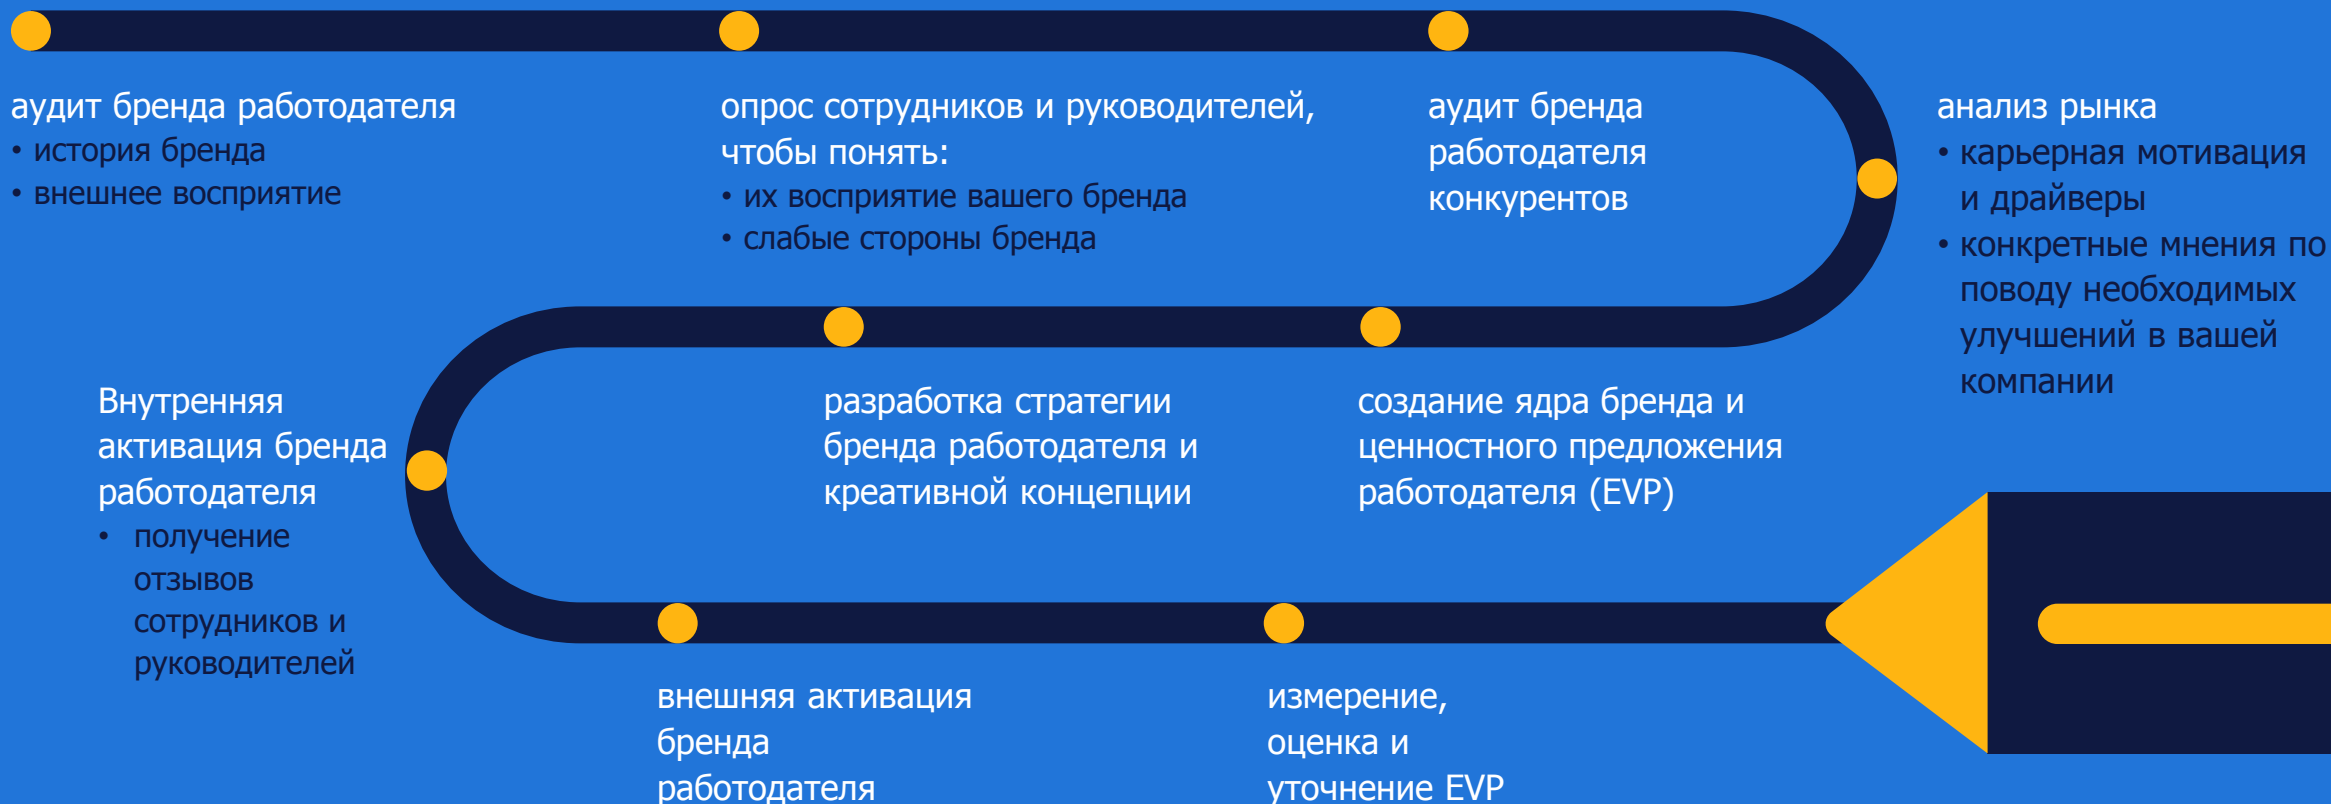 аудит бренда работодателя
• история бренда
• внешнее восприятие
опрос сотрудников и руководителей,
чтобы понять:
• их восприятие вашего бренда
• слабые стороны бренда
аудит бренда
работодателя
конкурентов
анализ рынка
• карьерная мотивация
и драйверы
• конкретные мнения по
поводу необходимых
улучшений в вашей
компании
создание ядра бренда и
ценностного предложения
работодателя (EVP)
разработка стратегии
бренда работодателя и
креативной концепции
Внутренняя
активация бренда
работодателя
• получение
отзывов
сотрудников и
руководителей
внешняя активация
бренда
работодателя
измерение,
оценка и
уточнение EVP